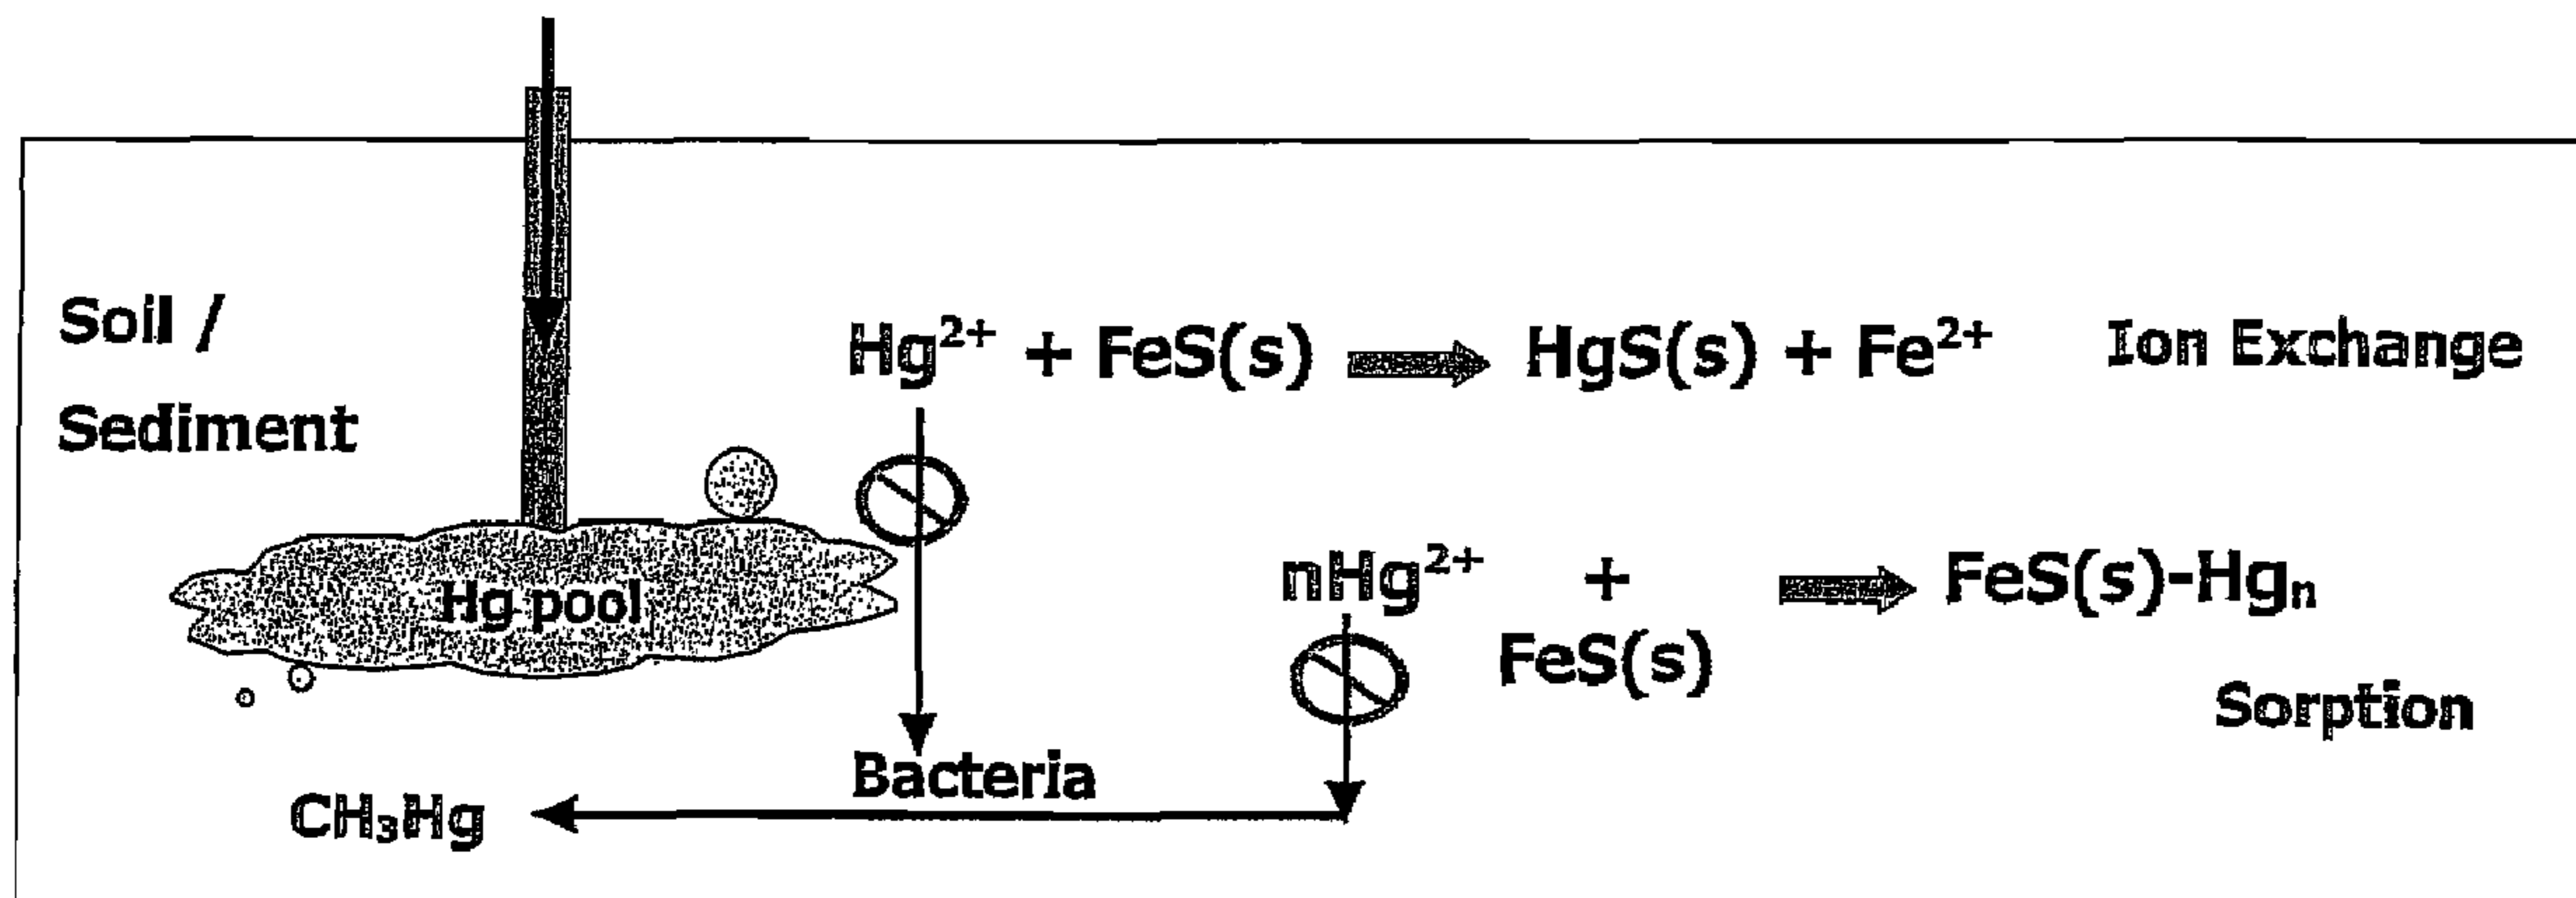 Soil /
Sediment
Hg²⁺ + FeS(s) HgS(s) + Fe²⁺ Ion Exchange
Hg pool
nHg²⁺ + FeS(s)-Hgₙ
FeS(s)
Sorption
Bacteria
CH₃Hg